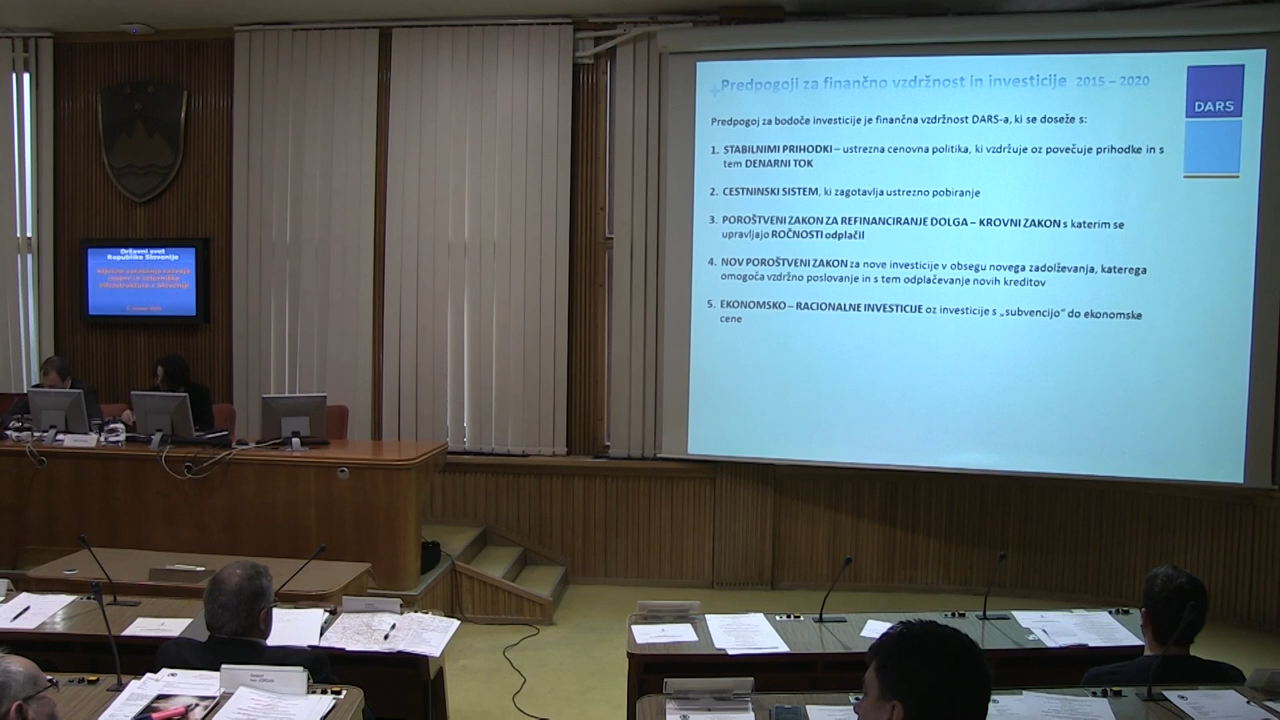 Predpogoji za finančno vzdržnost in investicije 2015 – 2020
DARS
Predpogoj za bodoče investicije je finančna vzdržnost DARS-a, ki se doseže s:
1. STABILNIMI PRIHODKI – ustrezna cenovna politika, ki vzdržuje oz povečuje prihodke in s
tem DENARNI TOK
2. CESTNINSKI SISTEM, ki zagotavlja ustrezno pobiranje
3. POROŠTVENI ZAKON ZA REFINANCIRANJE DOLGA – KROVNI ZAKON s katerim se
upravljajo ROČNOSTI odplačil
4. NOV POROŠTVENI ZAKON za nove investicije v obsegu novega zadolževanja, katerega
omogoča vzdržno poslovanje in s tem odplačevanje novih kreditov
5. EKONOMSKO – RACIONALNE INVESTICIJE oz investicije s „subvencijo" do ekonomske
cene
Državni svet
Republike Slovenije